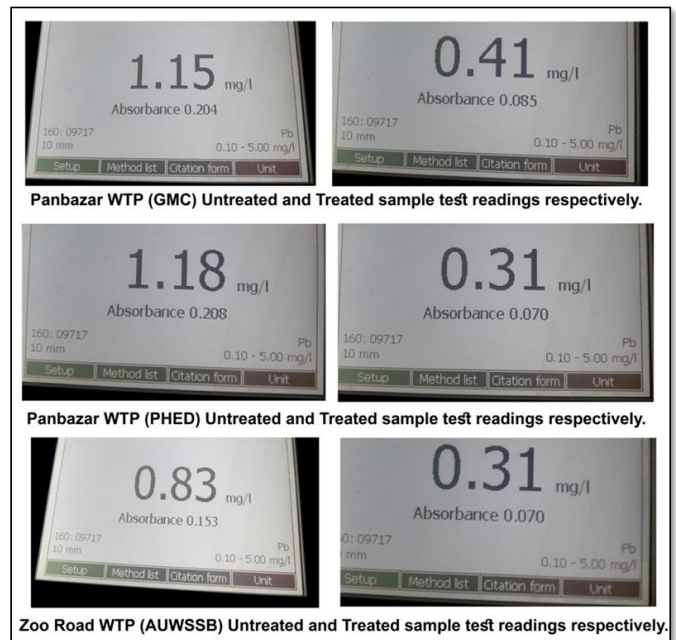 1.15 mg/l
Absorbance 0.204
160: 09717 Pb
10 mm 0.10 - 5.00 mg/l
Setup Method list Citation form Unit
0.41 mg/l
Absorbance 0.085
160: 09717 Pb
10 mm 0.10 - 5.00 mg/l
Setup Method list Citation form Unit
Panbazar WTP (GMC) Untreated and Treated sample test readings respectively.
1.18 mg/l
Absorbance 0.208
160: 09717 Pb
10 mm 0.10 - 5.00 mg/l
Setup Method list Citation form Unit
0.31 mg/l
Absorbance 0.070
160: 09717 Pb
10 mm 0.10 - 5.00 mg/l
Setup Method list Citation form Unit
Panbazar WTP (PHED) Untreated and Treated sample test readings respectively.
0.83 mg/l
Absorbance 0.153
160: 09717 Pb
10 mm 0.10 - 5.00 mg/l
Setup Method list Citation form Unit
0.31 mg/l
Absorbance 0.070
0: 09717 Pb
mm 0.10 - 5.00 mg/l
Setup Method list Citation form Unit
Zoo Road WTP (AUWSSB) Untreated and Treated sample test readings respectively.